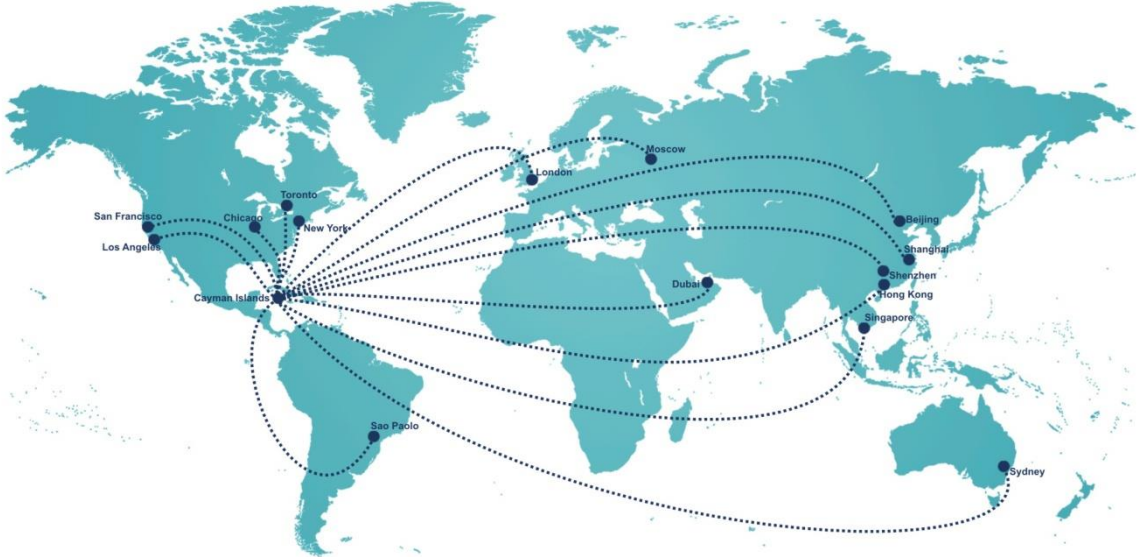 Moscow
London
Toronto
San Francisco
Chicago
Beijing
New York
Los Angeles
Shanghai
Shenzhen
Dubai
Hong Kong
Cayman Islands
Singapore
Sao Paolo
Sydney